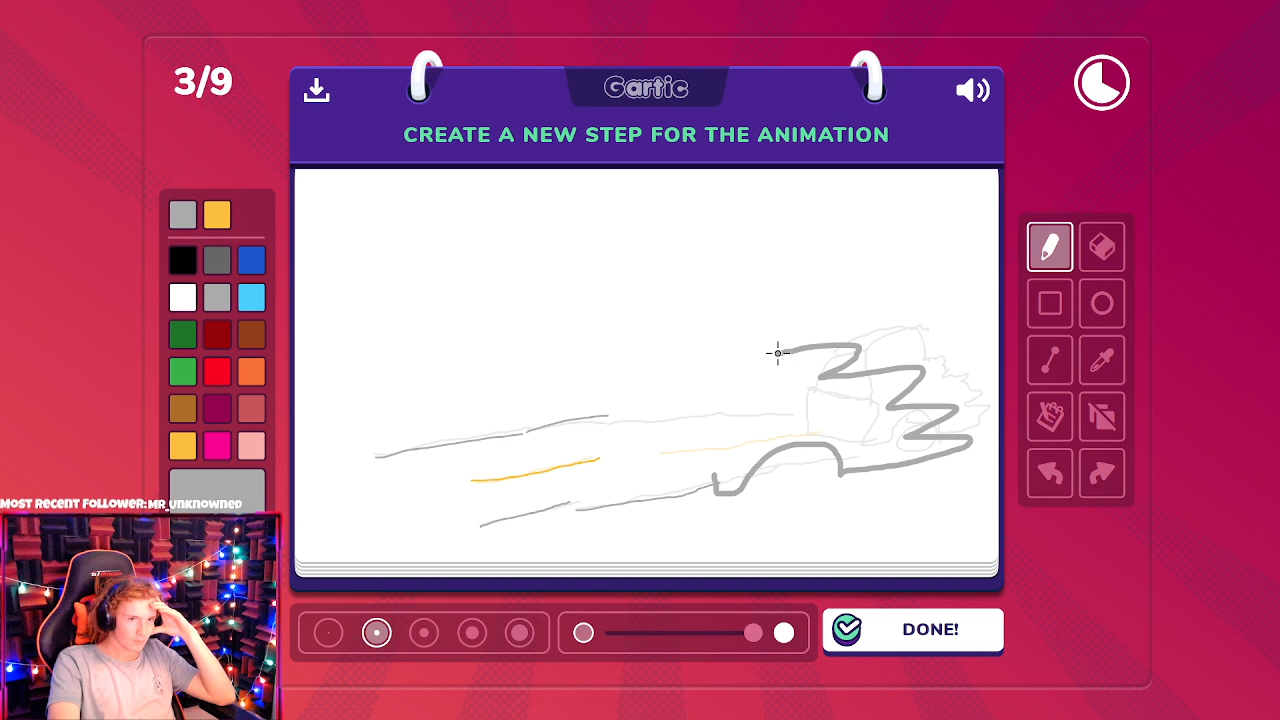 3/9
Gartic
CREATE A NEW STEP FOR THE ANIMATION
MOST RECENT FOLLOWER:MR_UNKNOWNED
DONE!